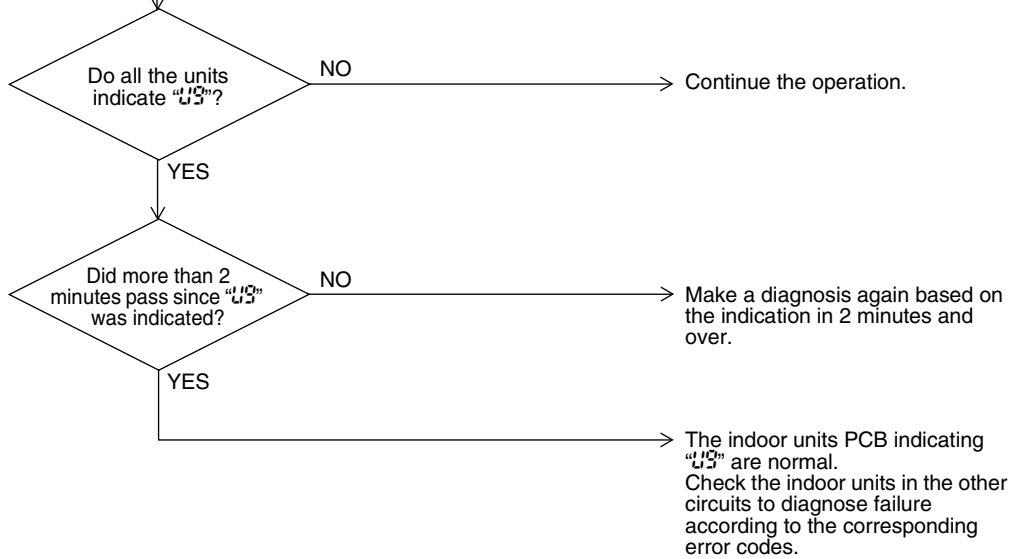 Do all the units
indicate “U9”?
NO
Continue the operation.
YES
Did more than 2
minutes pass since “U9”
was indicated?
NO
Make a diagnosis again based on
the indication in 2 minutes and
over.
YES
The indoor units PCB indicating
“U9” are normal.
Check the indoor units in the other
circuits to diagnose failure
according to the corresponding
error codes.